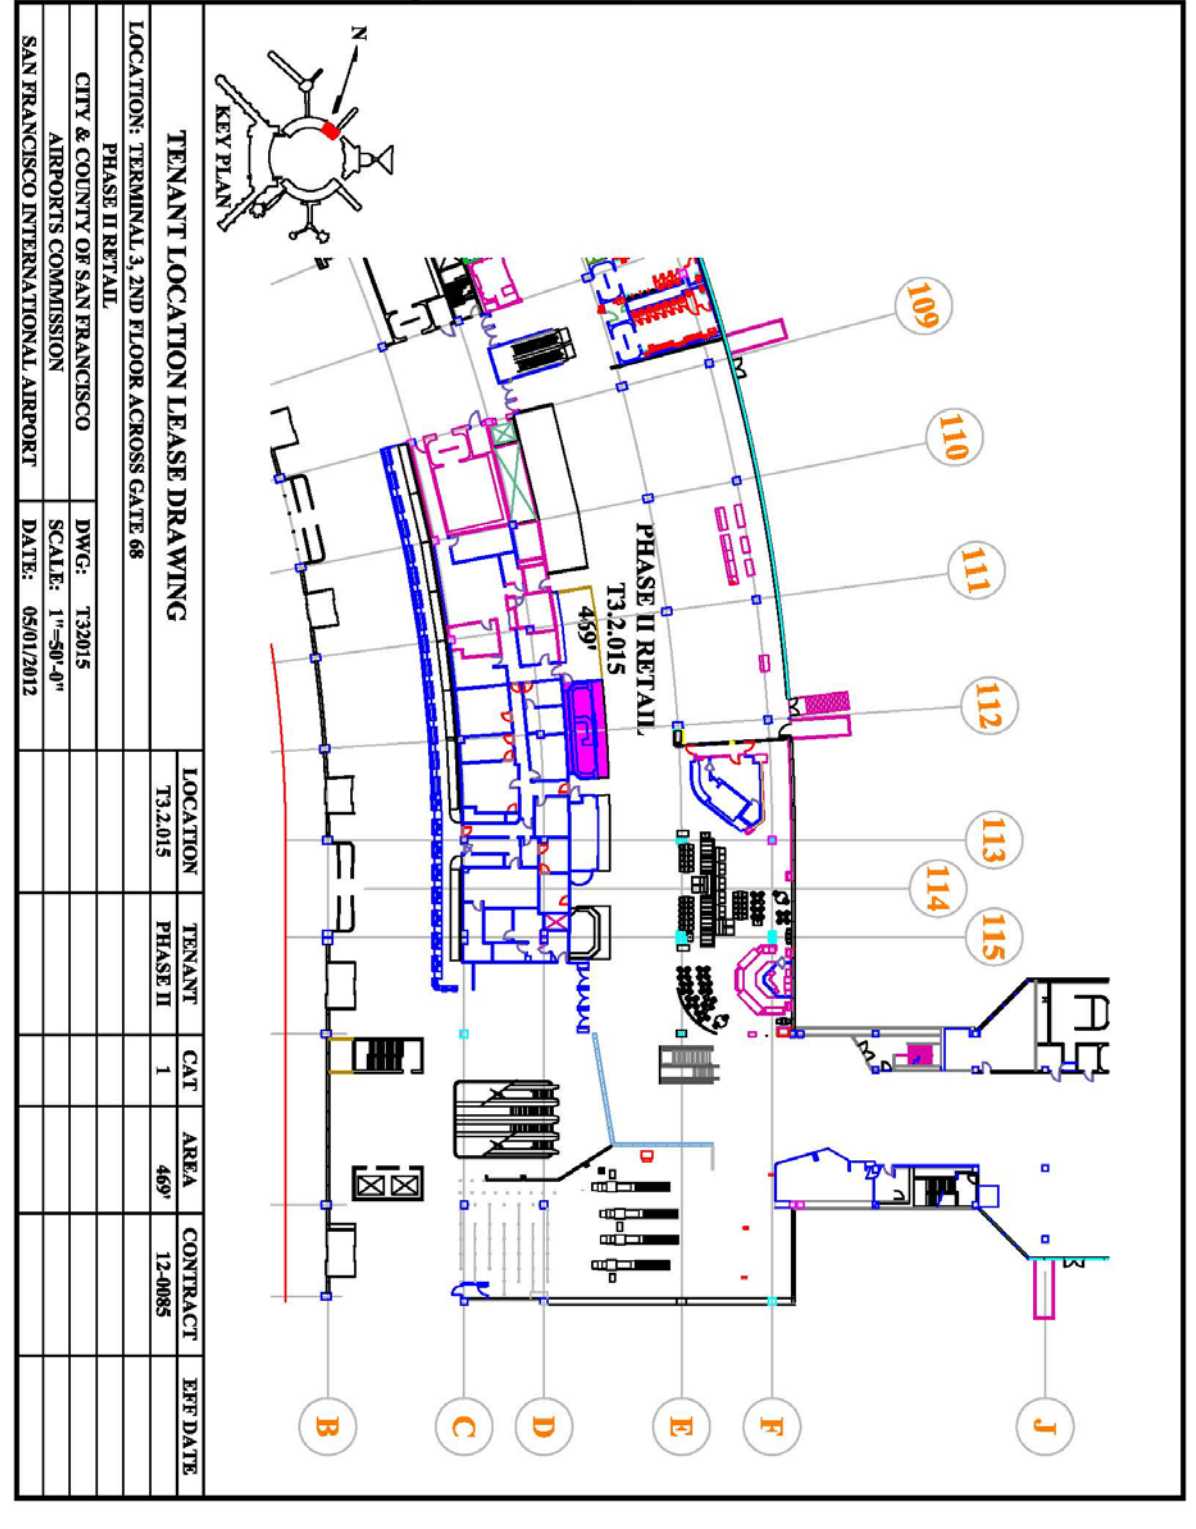 109
110
111
112
113
114
115
B
C
D
E
F
J
PHASE II RETAIL
T3.2.015
469'
N
KEY PLAN
TENANT LOCATION LEASE DRAWING
LOCATION: TERMINAL 3, 2ND FLOOR ACROSS GATE 68
PHASE II RETAIL
CITY & COUNTY OF SAN FRANCISCO
AIRPORTS COMMISSION
SAN FRANCISCO INTERNATIONAL AIRPORT
DWG: T32015
SCALE: 1"=50'-0"
DATE: 05/01/2012
LOCATION TENANT CAT AREA CONTRACT EFF DATE
T3.2.015 PHASE II 1 469' 12-0085